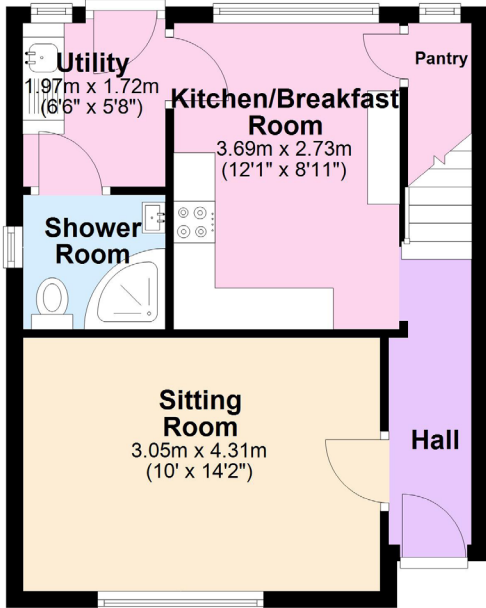 Utility
1.97m x 1.72m
(6'6" x 5'8")
Kitchen/Breakfast
Room
3.69m x 2.73m
(12'1" x 8'11")
Pantry
Shower
Room
Sitting
Room
3.05m x 4.31m
(10' x 14'2")
Hall